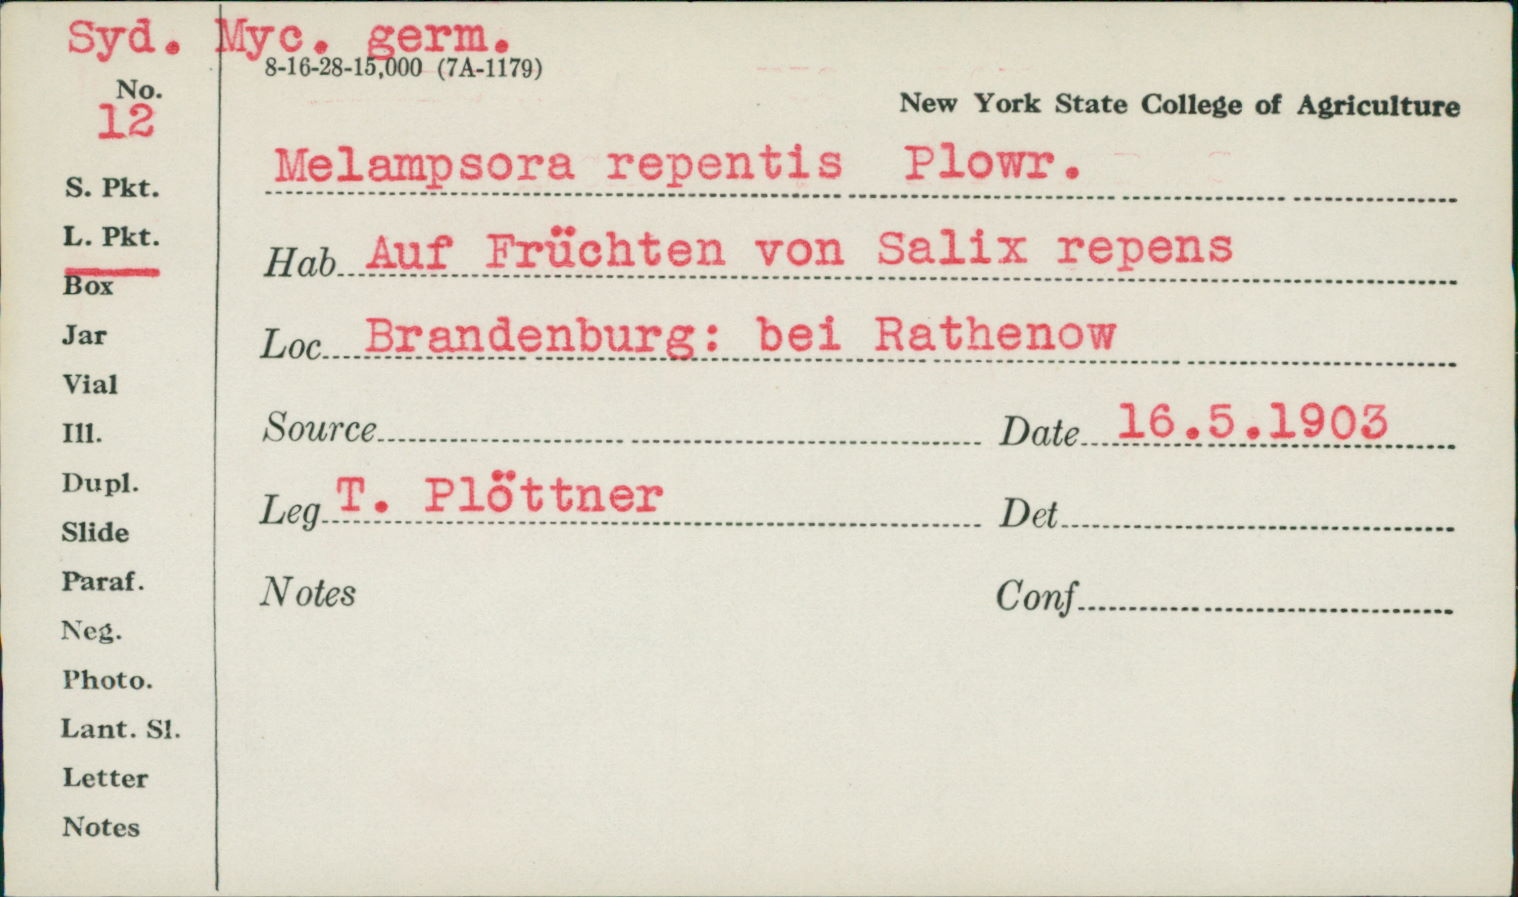 Syd. Myc. germ.
8-16-28-15,000 (7A-1179)
No.
12
New York State College of Agriculture
Melampsora repentis Plowr.
S. Pkt.
L. Pkt.
Hab. Auf Früchten von Salix repens
Box
Jar
Loc. Brandenburg: bei Rathenow
Vial
Ill.
Source Date 16.5.1903
Dupl.
Leg. T. Plöttner Det.
Slide
Paraf.
Notes Conf.
Neg.
Photo.
Lant. Sl.
Letter
Notes